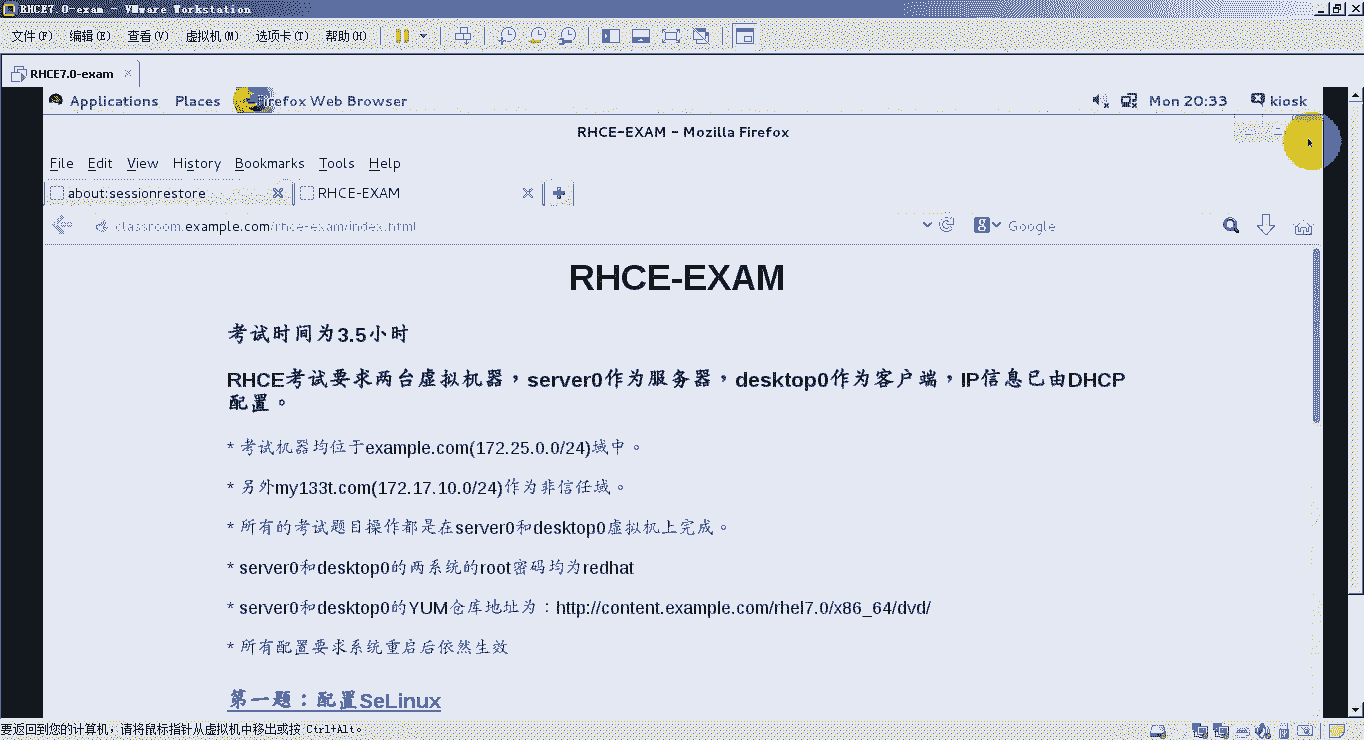 RHCE7.0-exam - VMware Workstation
文件(F) 编辑(E) 查看(V) 虚拟机(M) 选项卡(T) 帮助(H)
RHCE7.0-exam
Applications Places Firefox Web Browser Mon 20:33 kiosk
RHCE-EXAM - Mozilla Firefox
File Edit View History Bookmarks Tools Help
about:sessionrestore RHCE-EXAM
classroom.example.com/rhce-exam/index.html Google
RHCE-EXAM
考试时间为3.5小时
RHCE考试要求两台虚拟机器，server0作为服务器，desktop0作为客户端，IP信息已由DHCP
配置。
* 考试机器均位于example.com(172.25.0.0/24)域中。
* 另外my133t.com(172.17.10.0/24)作为非信任域。
* 所有的考试题目操作都是在server0和desktop0虚拟机上完成。
* server0和desktop0的两系统的root密码均为redhat
* server0和desktop0的YUM仓库地址为：http://content.example.com/rhel7.0/x86_64/dvd/
* 所有配置要求系统重启后依然生效
第一题：配置SeLinux
要返回到您的计算机，请将鼠标指针从虚拟机中移出或按 Ctrl+Alt。